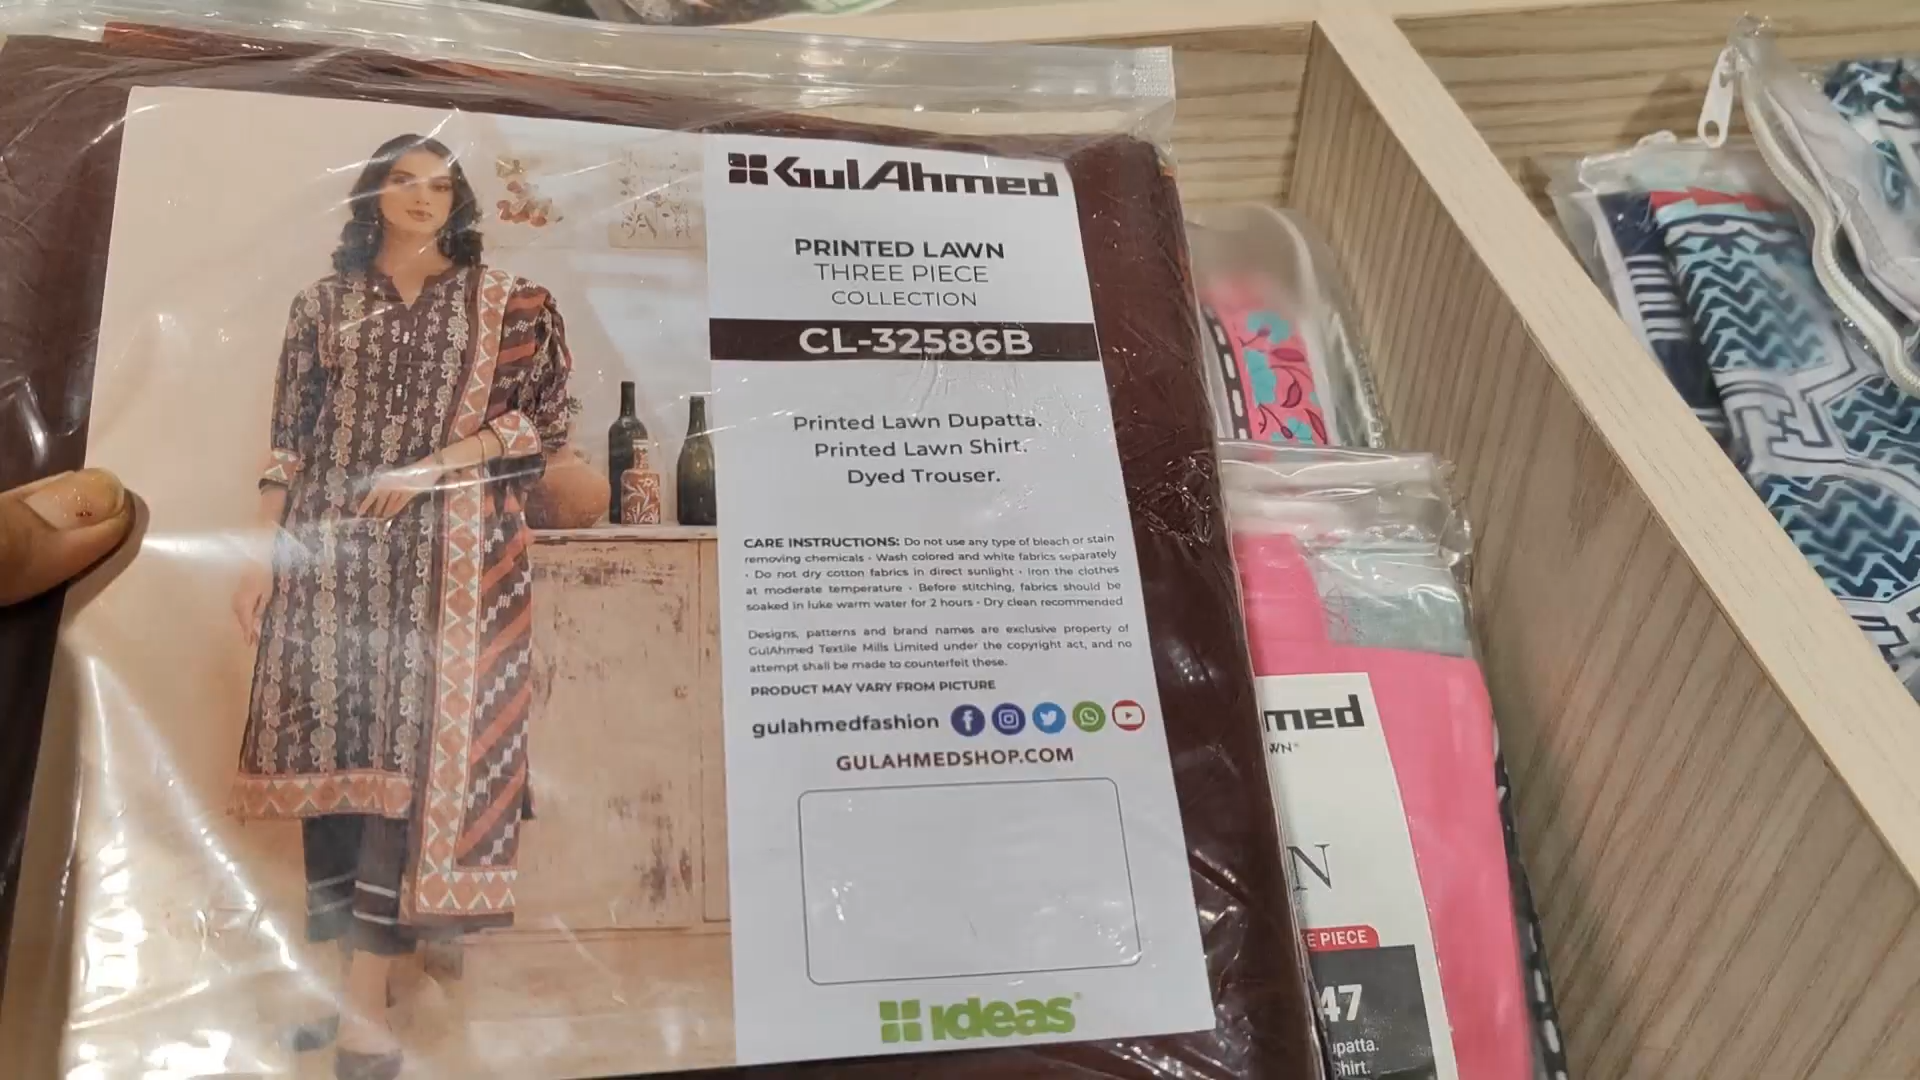 GulAhmed
PRINTED LAWN
THREE PIECE
COLLECTION
CL-32586B
Printed Lawn Dupatta.
Printed Lawn Shirt.
Dyed Trouser.
CARE INSTRUCTIONS: Do not use any type of bleach or stain
removing chemicals • Wash colored and white fabrics separately
• Do not dry cotton fabrics in direct sunlight • Iron the clothes
at moderate temperature • Before stitching, fabrics should be
soaked in luke warm water for 2 hours • Dry clean recommended
Designs, patterns and brand names are exclusive property of
GulAhmed Textile Mills Limited under the copyright act, and no
attempt shall be made to counterfeit these.
PRODUCT MAY VARY FROM PICTURE
gulahmedfashion
GULAHMEDSHOP.COM
ideas
med
WN
N
E PIECE
47
upatta.
Shirt.